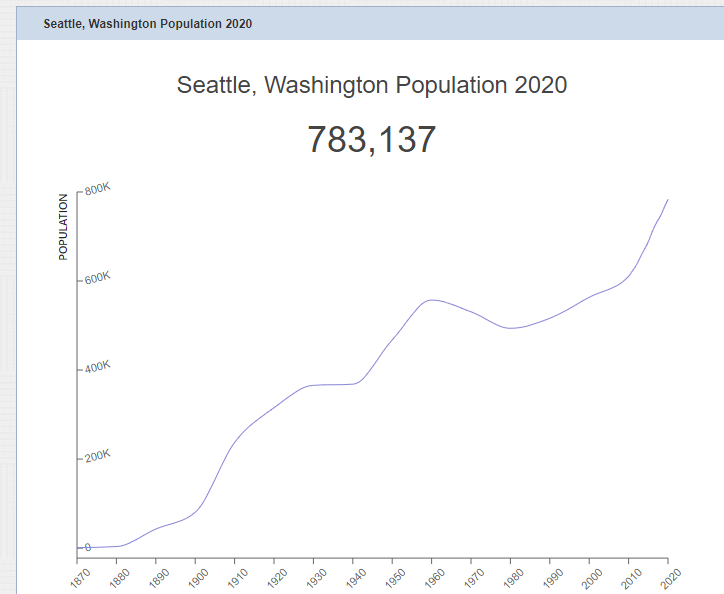 Seattle, Washington Population 2020
Seattle, Washington Population 2020
783,137
POPULATION
800K
600K
400K
200K
0
1870 1880 1890 1900 1910 1920 1930 1940 1950 1960 1970 1980 1990 2000 2010 2020